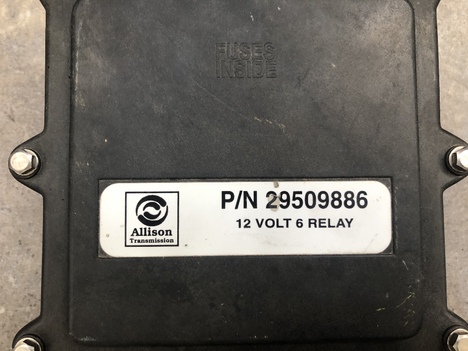 FUSES
INSIDE
P/N 29509886
12 VOLT 6 RELAY
Allison
Transmission